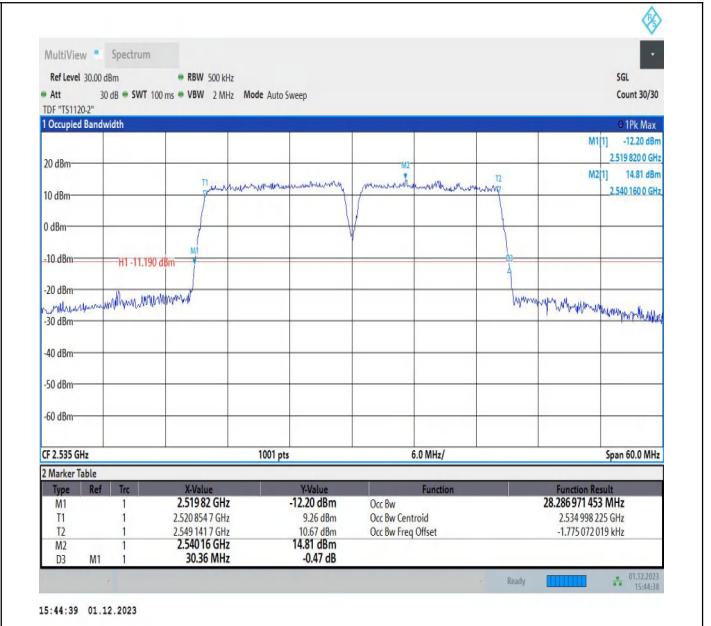 MultiView Spectrum
Ref Level 30.00 dBm RBW 500 kHz SGL
Att 30 dB SWT 100 ms VBW 2 MHz Mode Auto Sweep Count 30/30
TDF "TS1120-2"
1 Occupied Bandwidth 1Pk Max
M1[1] -12.20 dBm
2.519 820 0 GHz
M2[1] 14.81 dBm
2.540 160 0 GHz
20 dBm
M2
T1
T2
10 dBm
0 dBm
M1
-10 dBm
H1 -11.190 dBm
D3
-20 dBm
-30 dBm
-40 dBm
-50 dBm
-60 dBm
CF 2.535 GHz 1001 pts 6.0 MHz/ Span 60.0 MHz
2 Marker Table
Type Ref Trc X-Value Y-Value Function Function Result
M1 1 2.519 82 GHz -12.20 dBm Occ Bw 28.286 971 453 MHz
T1 1 2.520 854 7 GHz 9.26 dBm Occ Bw Centroid 2.534 998 225 GHz
T2 1 2.549 141 7 GHz 10.67 dBm Occ Bw Freq Offset -1.775 072 019 kHz
M2 1 2.540 16 GHz 14.81 dBm
D3 M1 1 30.36 MHz -0.47 dB
Ready 01.12.2023
15:44:38
15:44:39 01.12.2023